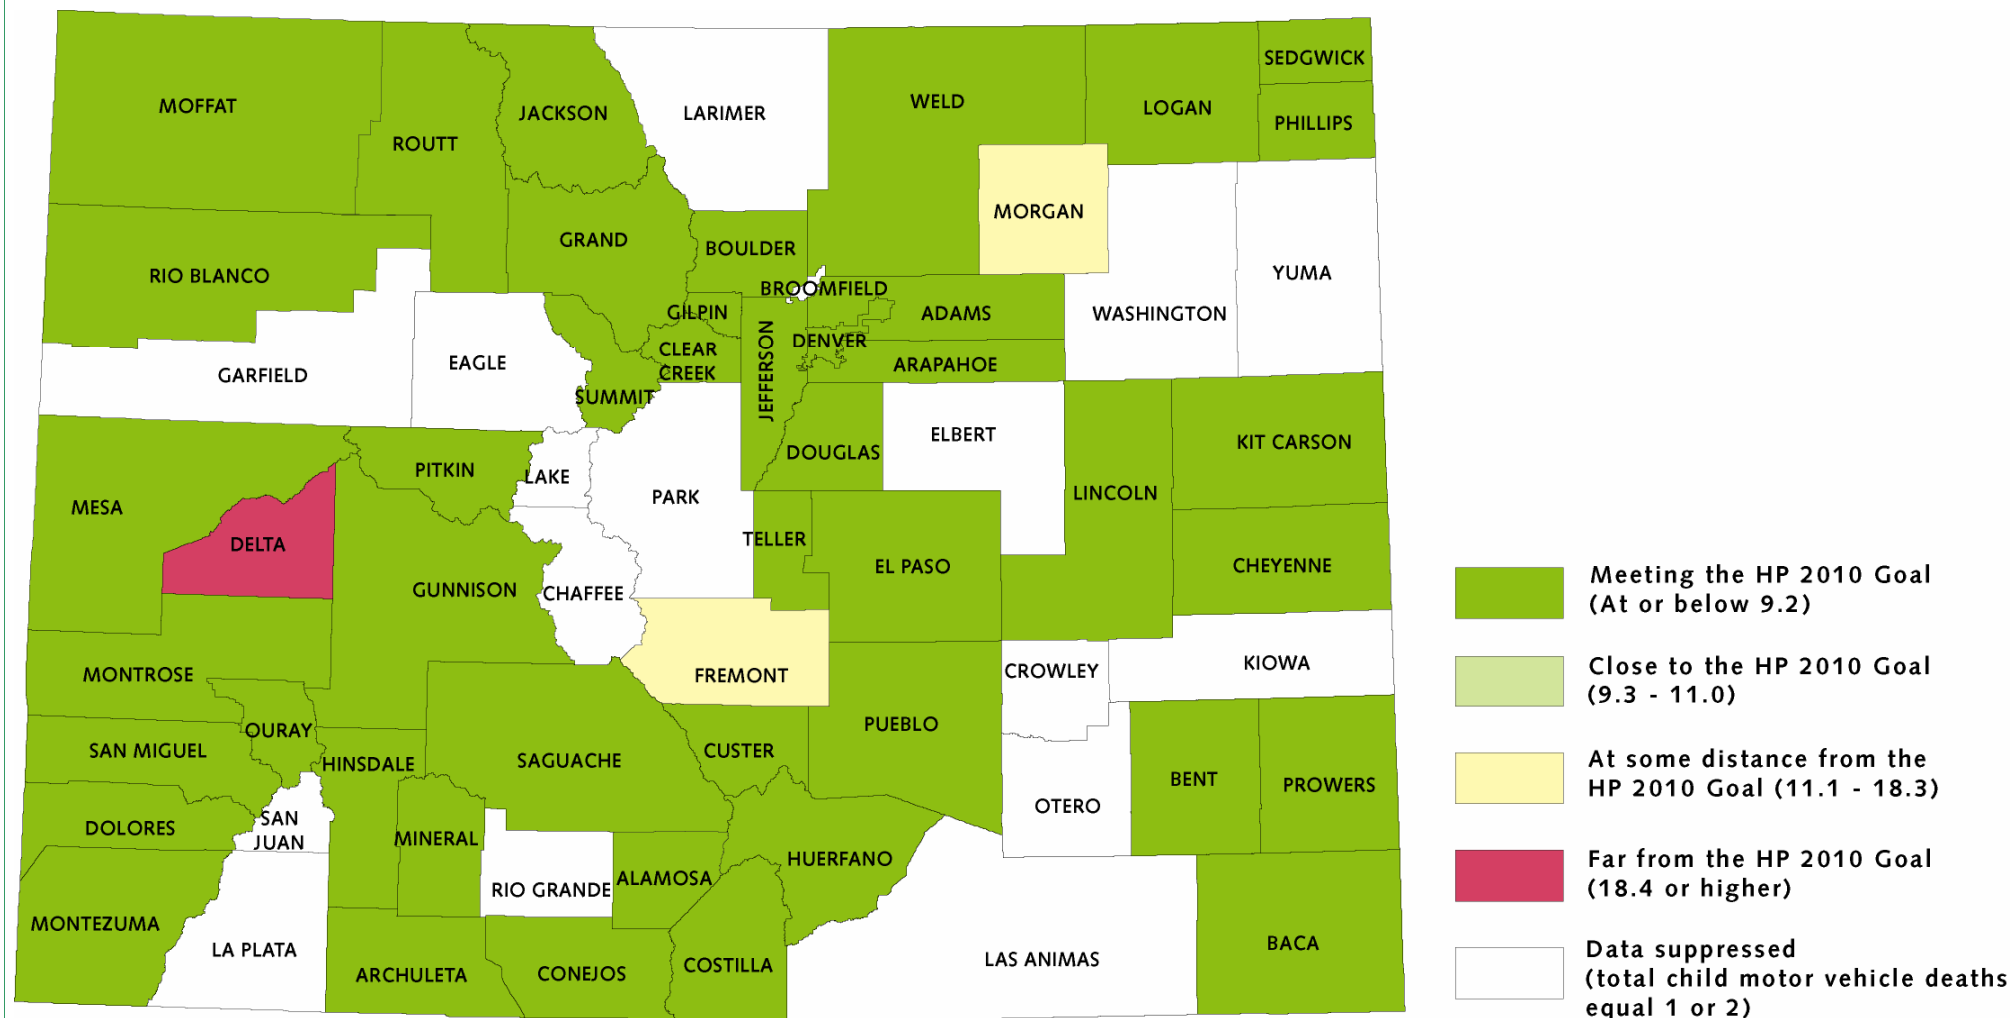 SEDGWICK
MOFFAT
JACKSON
LARIMER
WELD
LOGAN
PHILLIPS
ROUTT
MORGAN
GRAND
BOULDER
RIO BLANCO
YUMA
BROOMFIELD
GILPIN
ADAMS
WASHINGTON
DENVER
CLEAR
CREEK
JEFFERSON
ARAPAHOE
EAGLE
GARFIELD
SUMMIT
ELBERT
KIT CARSON
DOUGLAS
PITKIN
LAKE
PARK
LINCOLN
MESA
TELLER
DELTA
EL PASO
CHEYENNE
GUNNISON
CHAFFEE
KIOWA
CROWLEY
MONTROSE
FREMONT
PUEBLO
OURAY
SAN MIGUEL
CUSTER
HINSDALE
SAGUACHE
BENT
PROWERS
OTERO
SAN
JUAN
DOLORES
MINERAL
HUERFANO
ALAMOSA
RIO GRANDE
MONTEZUMA
LA PLATA
BACA
LAS ANIMAS
COSTILLA
CONEJOS
ARCHULETA
Meeting the HP 2010 Goal
(At or below 9.2)
Close to the HP 2010 Goal
(9.3 - 11.0)
At some distance from the
HP 2010 Goal (11.1 - 18.3)
Far from the HP 2010 Goal
(18.4 or higher)
Data suppressed
(total child motor vehicle deaths
equal 1 or 2)